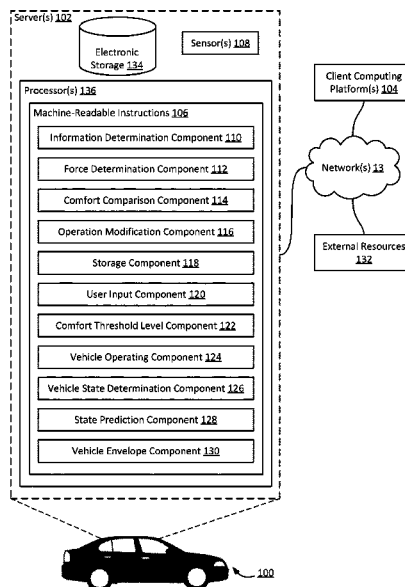 Server(s) 102
Electronic
Storage 134
Sensor(s) 108
Processor(s) 136
Machine-Readable Instructions 106
Information Determination Component 110
Force Determination Component 112
Comfort Comparison Component 114
Operation Modification Component 116
Storage Component 118
User Input Component 120
Comfort Threshold Level Component 122
Vehicle Operating Component 124
Vehicle State Determination Component 126
State Prediction Component 128
Vehicle Envelope Component 130
Client Computing
Platform(s) 104
Network(s) 13
External Resources
132
100